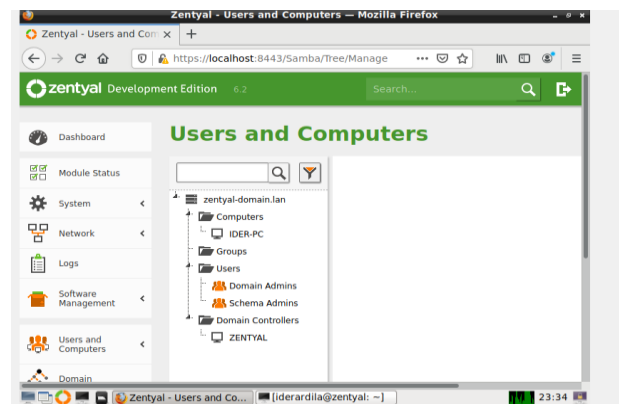 Zentyal - Users and Computers — Mozilla Firefox
Zentyal - Users and Com
https://localhost:8443/Samba/Tree/Manage
zentyal Development Edition 6.2
Search...
Dashboard
Module Status
System
Network
Logs
Software
Management
Users and
Computers
Domain
Users and Computers
zentyal-domain.lan
Computers
IDER-PC
Groups
Users
Domain Admins
Schema Admins
Domain Controllers
ZENTYAL
Zentyal - Users and Co...
[iderardila@zentyal: ~]
23:34